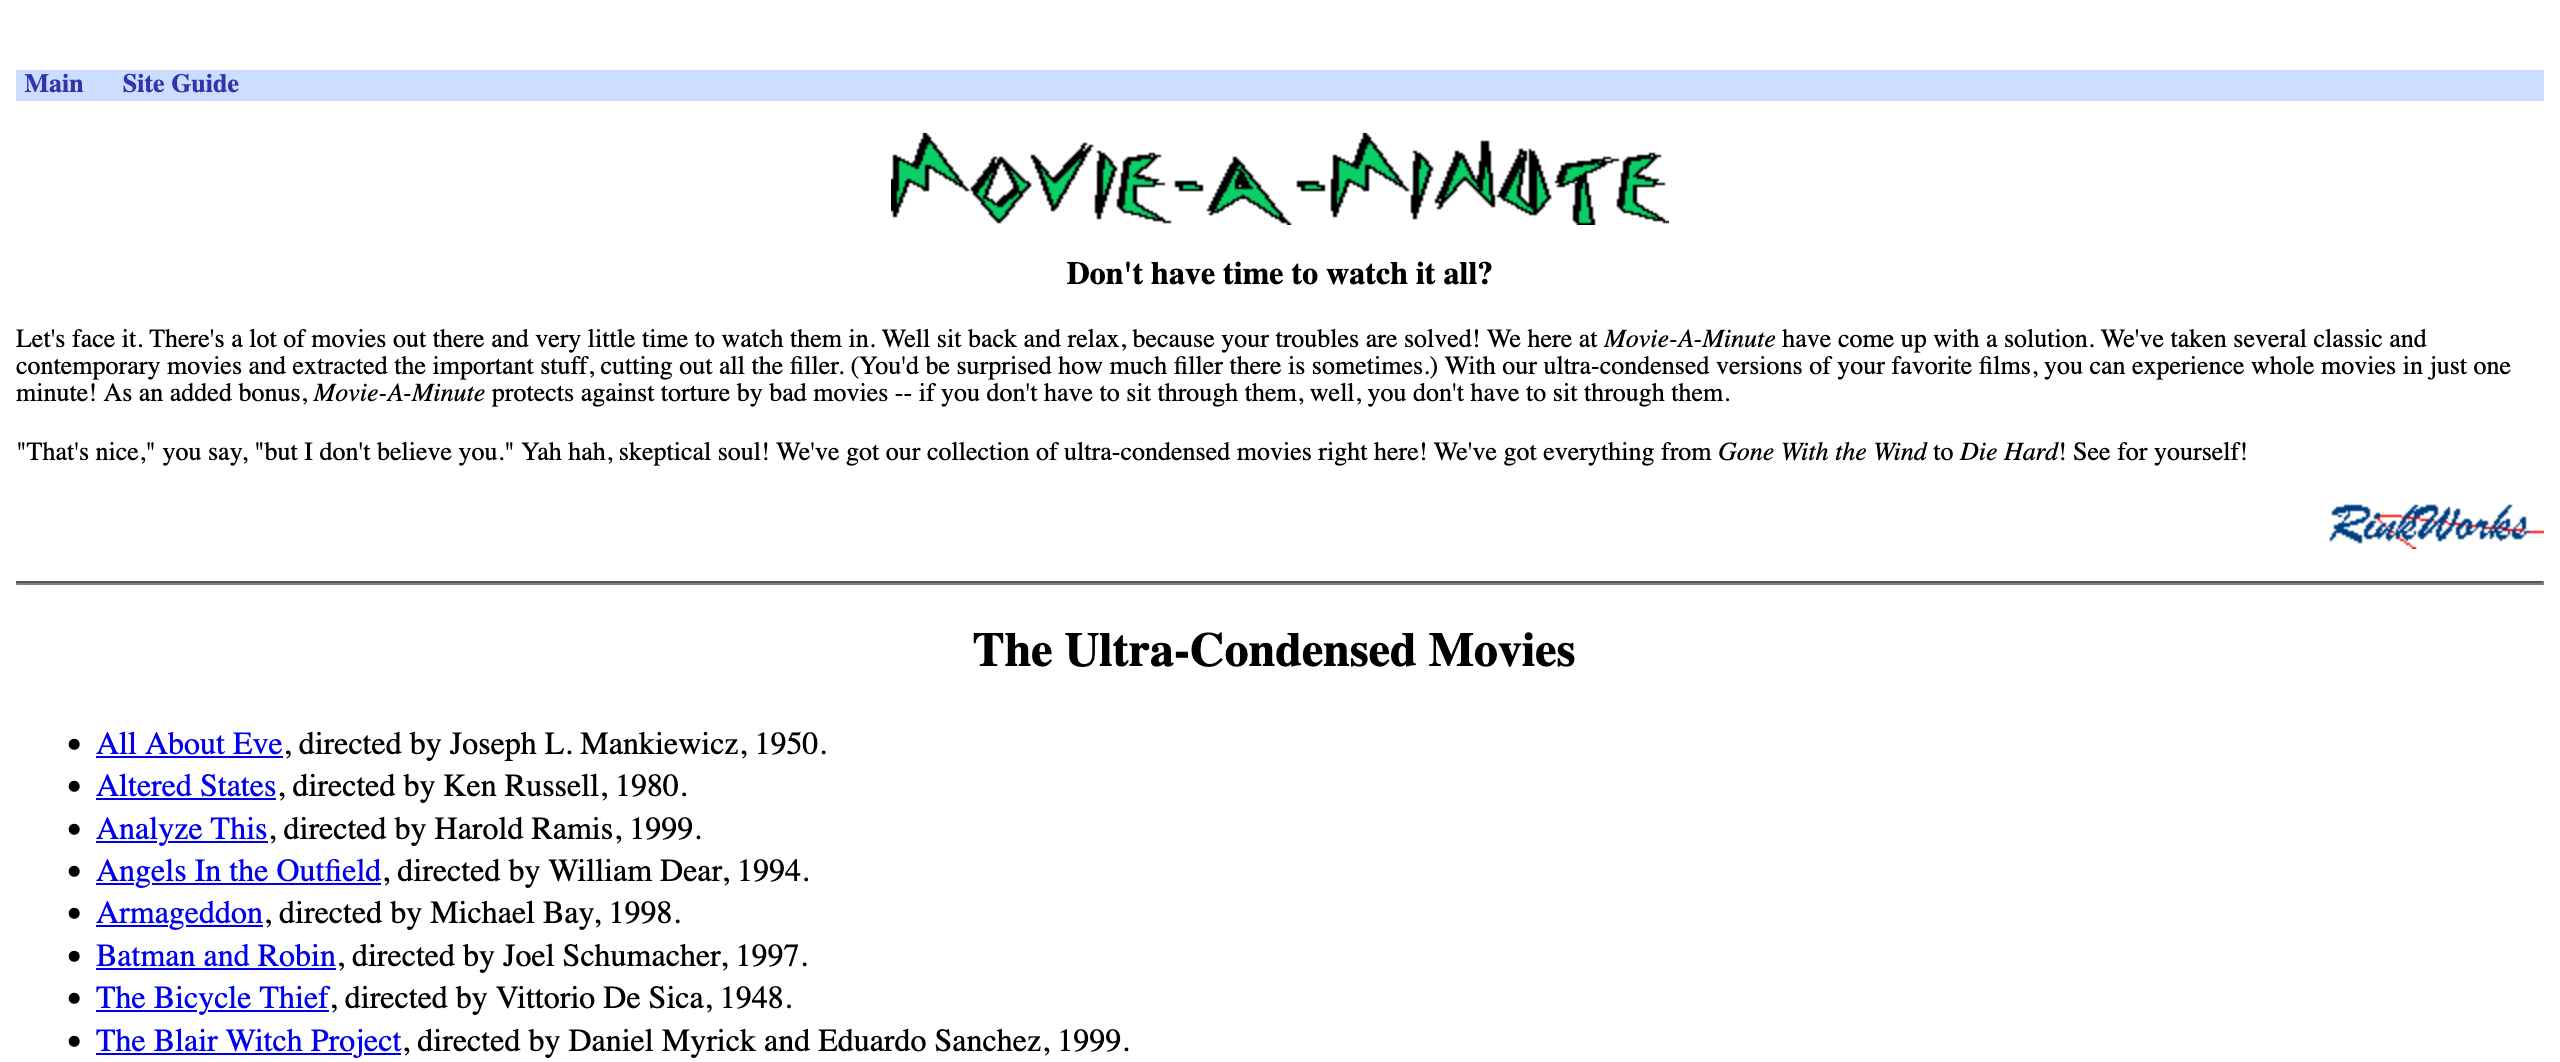 Main Site Guide
MOVIE-A-MINUTE
Don't have time to watch it all?
Let's face it. There's a lot of movies out there and very little time to watch them in. Well sit back and relax, because your troubles are solved! We here at Movie-A-Minute have come up with a solution. We've taken several classic and
contemporary movies and extracted the important stuff, cutting out all the filler. (You'd be surprised how much filler there is sometimes.) With our ultra-condensed versions of your favorite films, you can experience whole movies in just one
minute! As an added bonus, Movie-A-Minute protects against torture by bad movies -- if you don't have to sit through them, well, you don't have to sit through them.
"That's nice," you say, "but I don't believe you." Yah hah, skeptical soul! We've got our collection of ultra-condensed movies right here! We've got everything from Gone With the Wind to Die Hard! See for yourself!
RinkWorks
The Ultra-Condensed Movies
• All About Eve, directed by Joseph L. Mankiewicz, 1950.
• Altered States, directed by Ken Russell, 1980.
• Analyze This, directed by Harold Ramis, 1999.
• Angels In the Outfield, directed by William Dear, 1994.
• Armageddon, directed by Michael Bay, 1998.
• Batman and Robin, directed by Joel Schumacher, 1997.
• The Bicycle Thief, directed by Vittorio De Sica, 1948.
• The Blair Witch Project, directed by Daniel Myrick and Eduardo Sanchez, 1999.